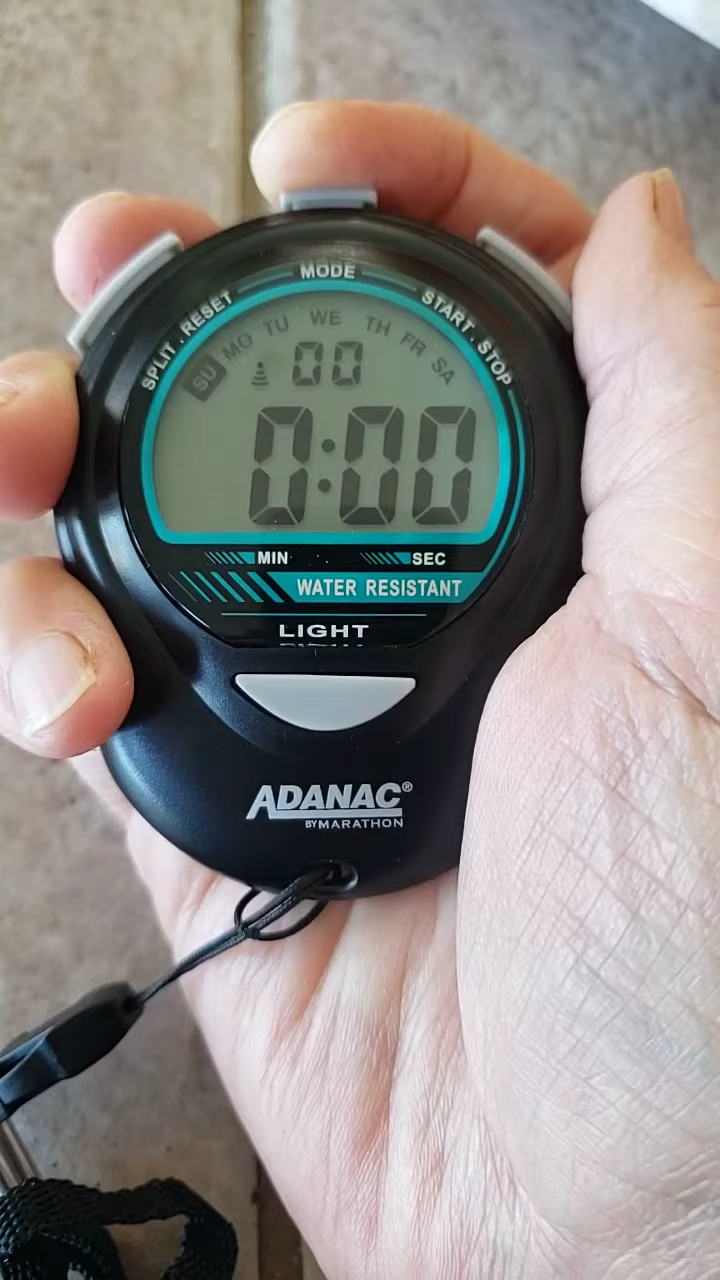 MODE
SPLIT . RESET
START . STOP
SU MO TU WE TH FR SA
00
0:00
MIN SEC
WATER RESISTANT
LIGHT
ADANAC®
BY MARATHON